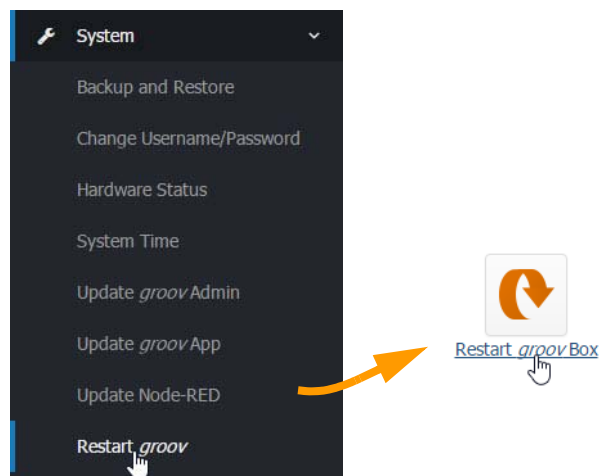 System
Backup and Restore
Change Username/Password
Hardware Status
System Time
Update groov Admin
Update groov App
Update Node-RED
Restart groov
Restart groov Box